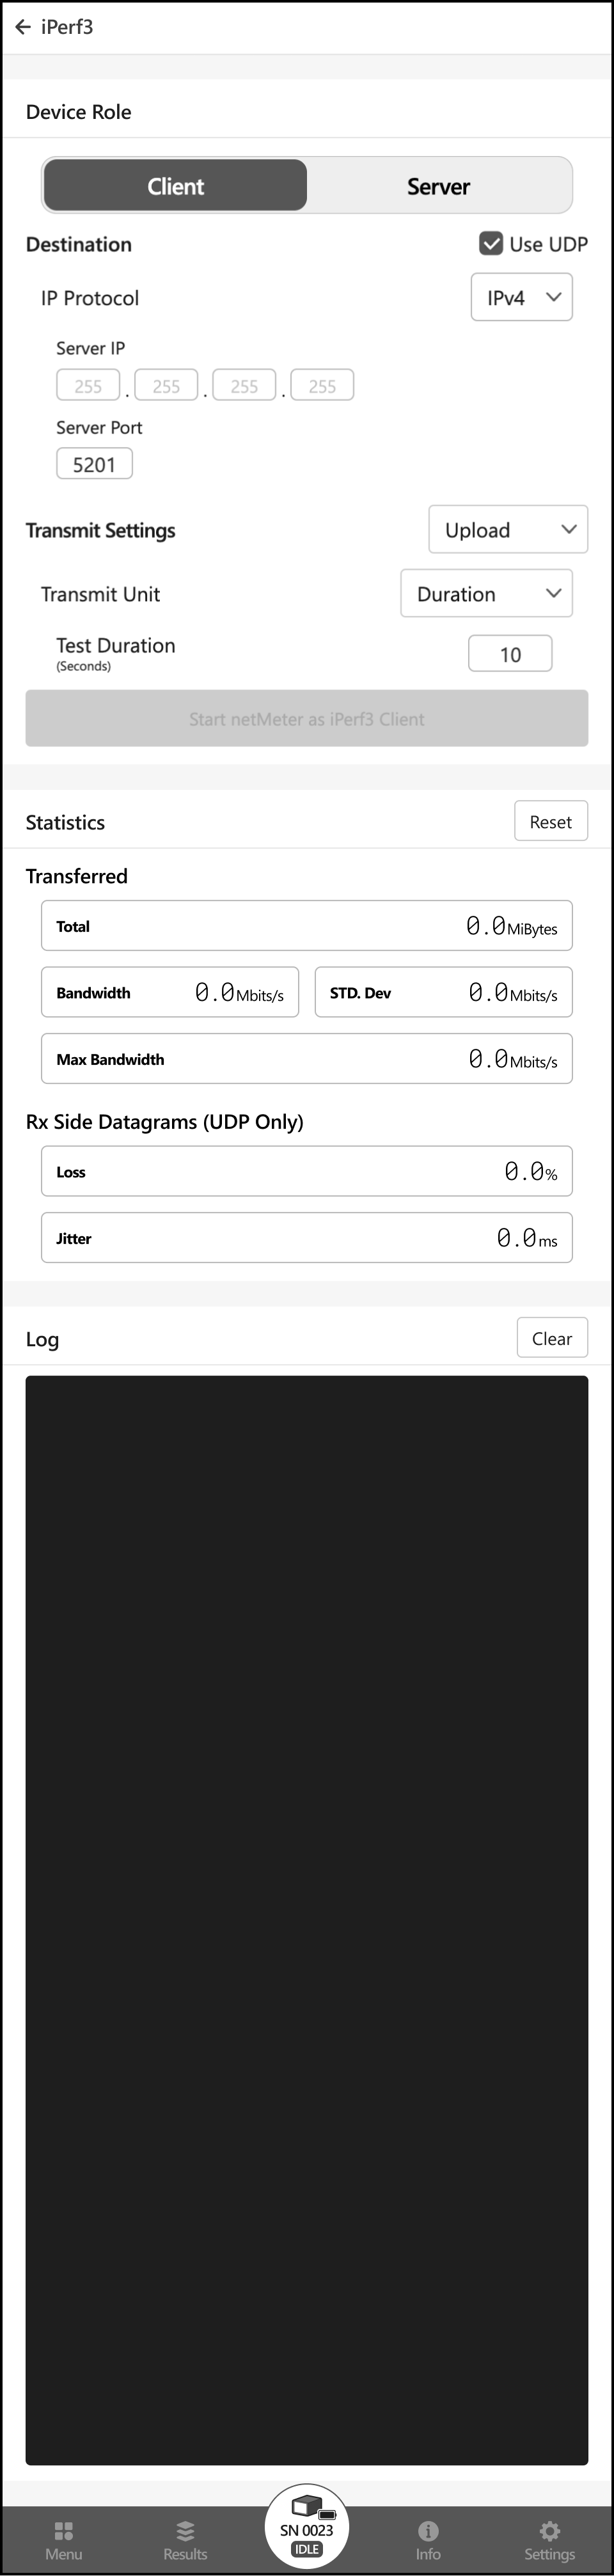 iPerf3
Device Role
Client Server
Destination Use UDP
IP Protocol IPv4
Server IP
255 . 255 . 255 . 255
Server Port
5201
Transmit Settings Upload
Transmit Unit Duration
Test Duration 10
(Seconds)
Start netMeter as iPerf3 Client
Statistics Reset
Transferred
Total 0.0 MiBytes
Bandwidth 0.0 Mbits/s STD. Dev 0.0 Mbits/s
Max Bandwidth 0.0 Mbits/s
Rx Side Datagrams (UDP Only)
Loss 0.0 %
Jitter 0.0 ms
Log Clear
SN 0023
IDLE
Menu Results Info Settings